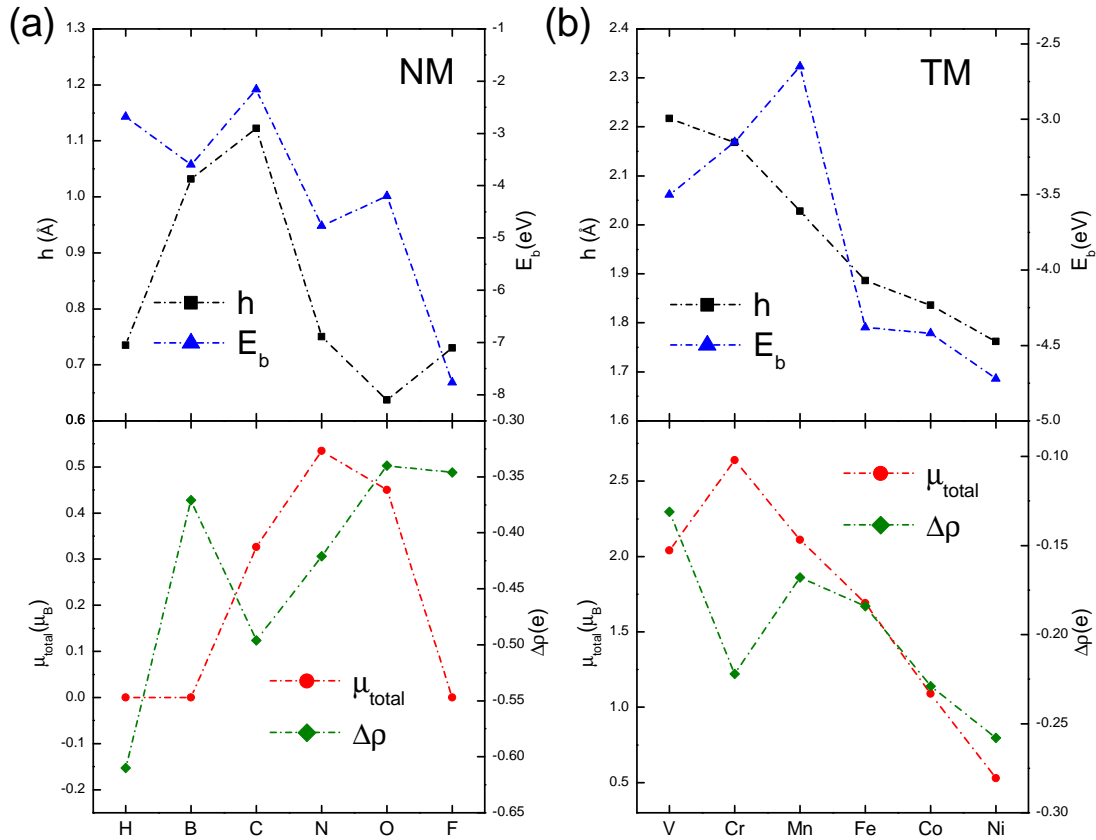 (a)
NM
1.3
1.2
1.1
1.0
0.9
0.8
0.7
0.6
h (Å)
-1
-2
-3
-4
-5
-6
-7
-8
E_b(eV)
h
E_b
0.5
0.4
0.3
0.2
0.1
0.0
-0.1
-0.2
μ_total(μ_B)
-0.30
-0.35
-0.40
-0.45
-0.50
-0.55
-0.60
-0.65
Δρ(e)
μ_total
Δρ
H B C N O F
(b)
TM
2.4
2.3
2.2
2.1
2.0
1.9
1.8
1.7
1.6
h (Å)
-2.5
-3.0
-3.5
-4.0
-4.5
-5.0
E_b(eV)
h
E_b
2.5
2.0
1.5
1.0
0.5
μ_total(μ_B)
-0.10
-0.15
-0.20
-0.25
-0.30
Δρ(e)
μ_total
Δρ
V Cr Mn Fe Co Ni